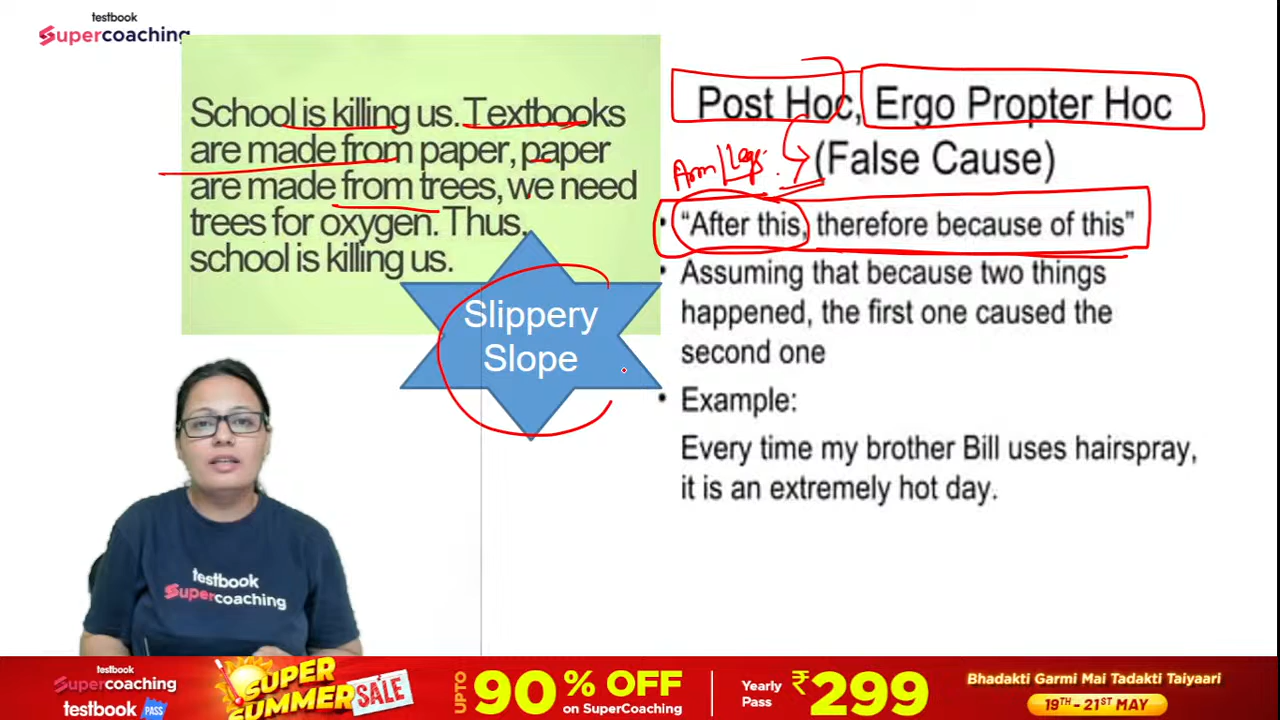 testbook
Supercoaching
School is killing us. Textbooks
are made from paper, paper
are made from trees, we need
trees for oxygen. Thus,
school is killing us.
Slippery
Slope
Post Hoc, Ergo Propter Hoc
Arm/Legs.
(False Cause)
• “After this, therefore because of this”
• Assuming that because two things
happened, the first one caused the
second one
• Example:
Every time my brother Bill uses hairspray,
it is an extremely hot day.
testbook
Supercoaching
testbook
Supercoaching
testbook PASS
SUPER
SUMMER SALE
UPTO 90% OFF
on SuperCoaching
Yearly
Pass
₹299
Bhadakti Garmi Mai Tadakti Taiyaari
19TH - 21ST MAY